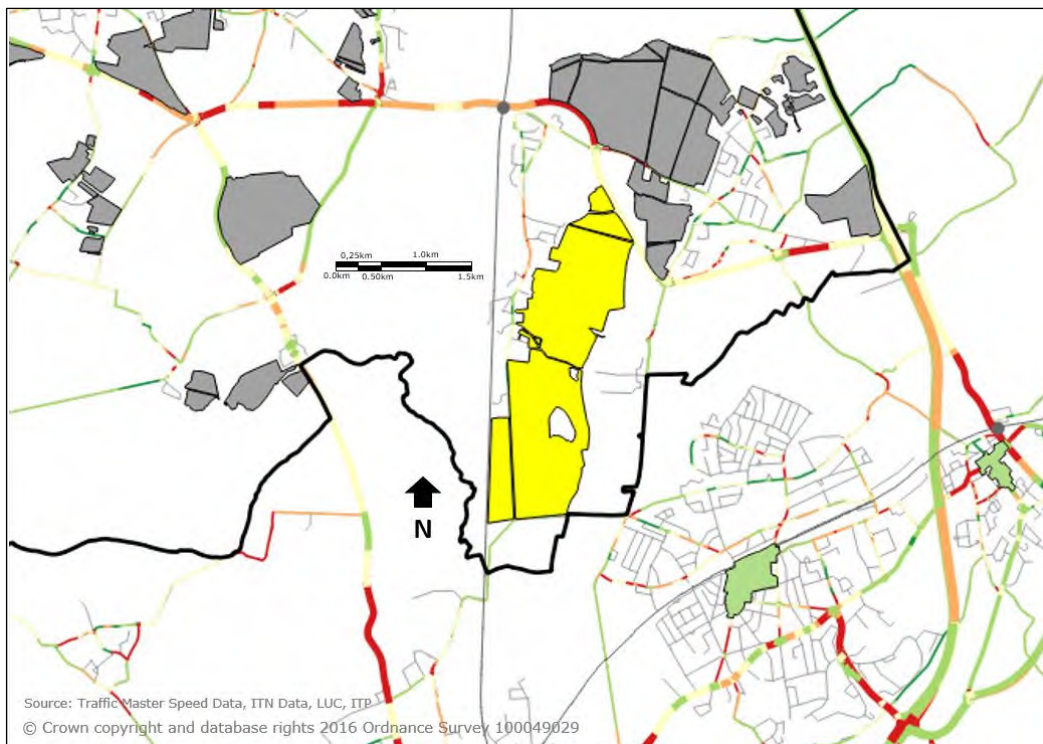 0,25km 1.0km
0.0km 0.50km 1.5km
N
Source: Traffic Master Speed Data, ITN Data, LUC, ITP
© Crown copyright and database rights 2016 Ordnance Survey 100049029